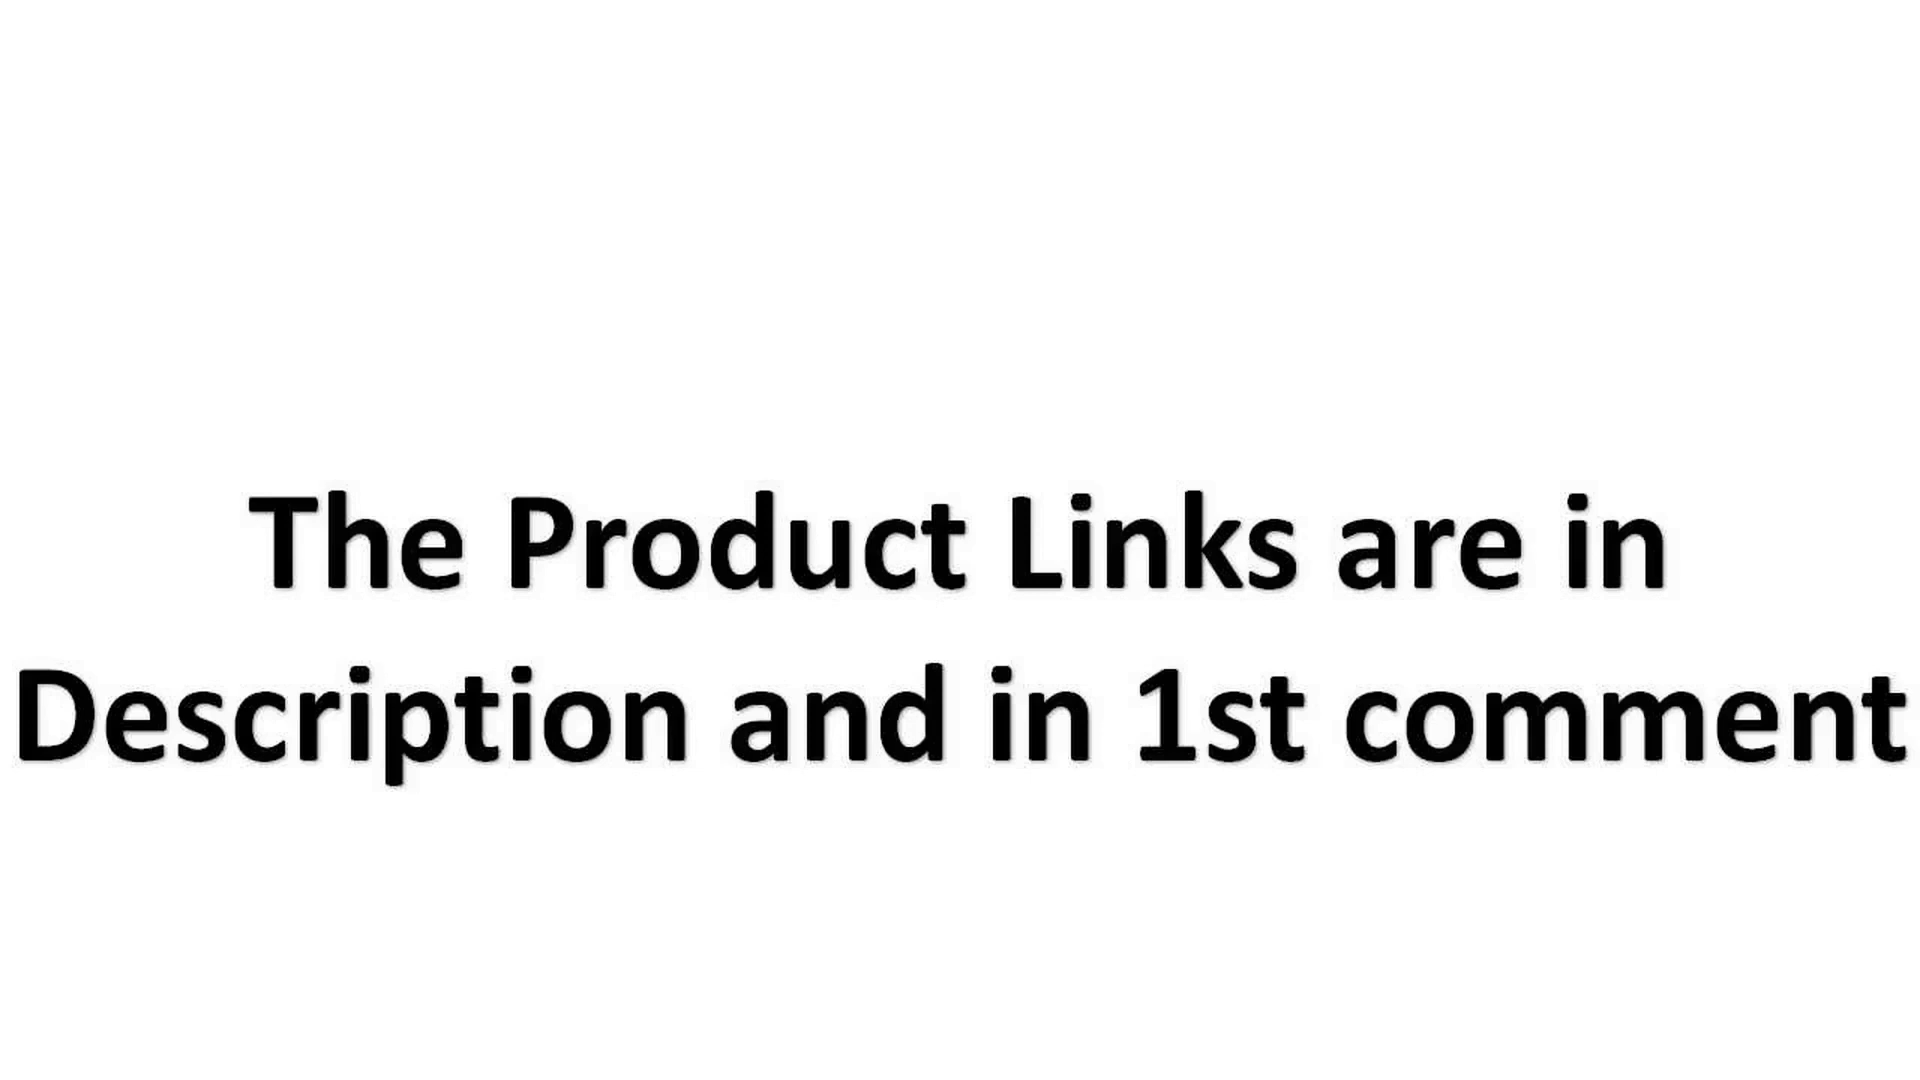 The Product Links are in
Description and in 1st comment